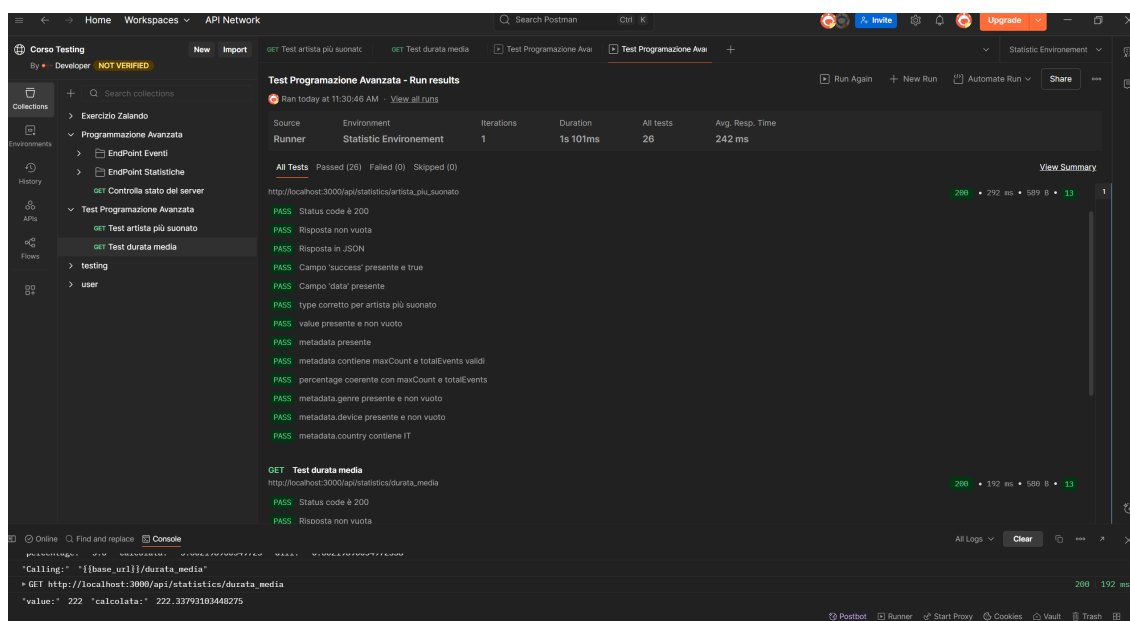 Home Workspaces API Network Search Postman Ctrl K Invite Upgrade
Corso Testing New Import GET Test artista più suonato GET Test durata media Test Programazione Avar Test Programazione Avar Statistic Environement
By Developer NOT VERIFIED
Test Programazione Avanzata - Run results Run Again + New Run Automate Run Share
Collections Search collections
Ran today at 11:30:46 AM · View all runs
Exercizio Zalando
Source Environment Iterations Duration All tests Avg. Resp. Time
Programmazione Avanzata
Runner Statistic Environement 1 1s 101ms 26 242 ms
Environments
EndPoint Eventi
History
EndPoint Statistiche
All Tests Passed (26) Failed (0) Skipped (0) View Summary
GET Controlla stato del server
http://localhost:3000/api/statistics/artista_piu_suonato 200 • 292 ms • 589 B • 13 1
APIs
Test Programazione Avanzata
PASS Status code è 200
GET Test artista più suonato
PASS Risposta non vuota
GET Test durata media
PASS Risposta in JSON
Flows
testing
PASS Campo 'success' presente e true
user
PASS Campo 'data' presente
PASS type corretto per artista più suonato
PASS value presente e non vuoto
PASS metadata presente
PASS metadata contiene maxCount e totalEvents validi
PASS percentage coerente con maxCount e totalEvents
PASS metadata.genre presente e non vuoto
PASS metadata.device presente e non vuoto
PASS metadata.country contiene IT
GET Test durata media
http://localhost:3000/api/statistics/durata_media 200 • 192 ms • 580 B • 13
PASS Status code è 200
PASS Risposta non vuota
Online Find and replace Console All Logs Clear
"Calling:" "{{base_url}}/durata_media"
GET http://localhost:3000/api/statistics/durata_media 200 192 ms
"value:" 222 "calcolata:" 222.33793103448275
Postbot Runner Start Proxy Cookies Vault Trash